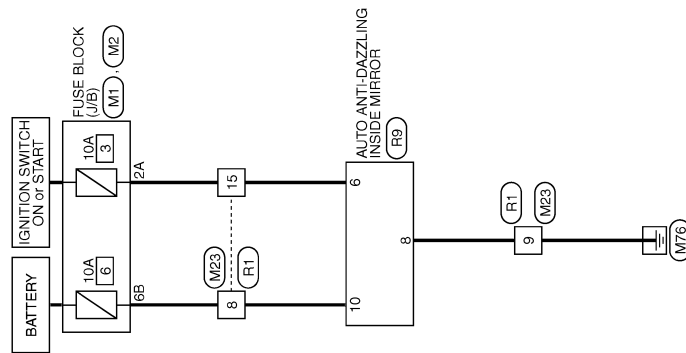 BATTERY
IGNITION SWITCH
ON or START
FUSE BLOCK
(J/B)
M1 , M2
10A
6
10A
3
6B
2A
M23
8
R1
15
10
6
AUTO ANTI-DAZZLING
INSIDE MIRROR
R9
8
R1
9
M23
M76